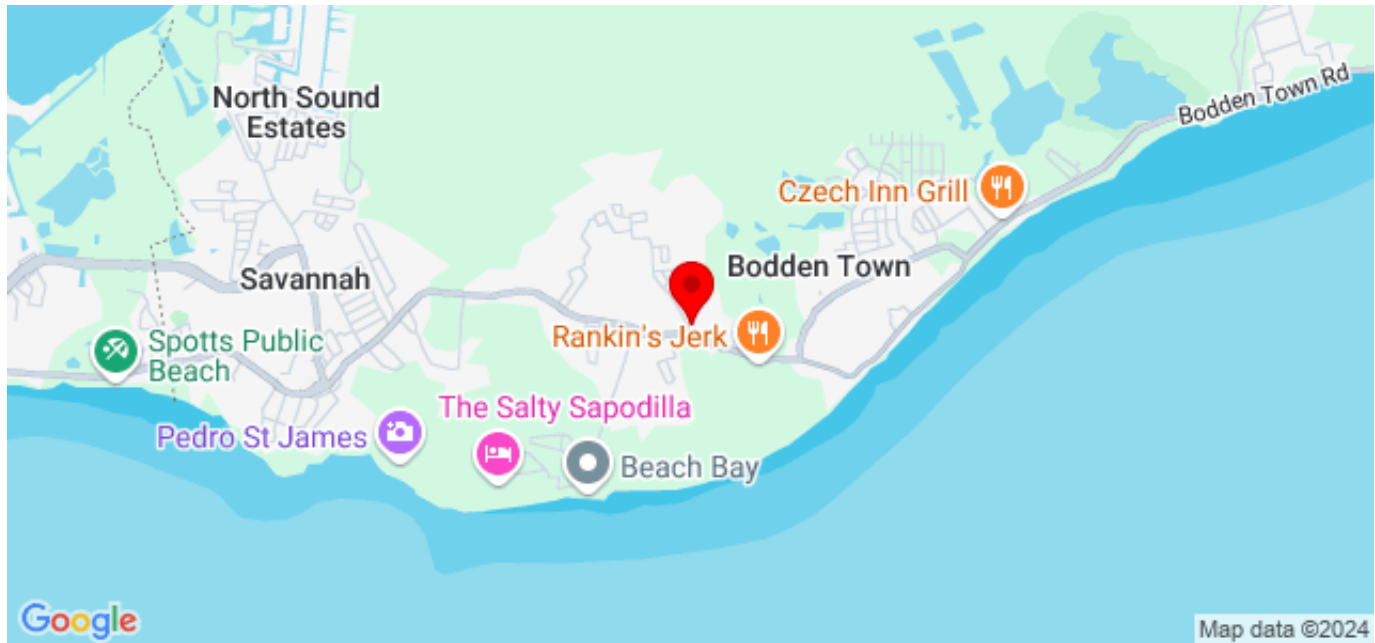 North Sound
Estates
Bodden Town Rd
Czech Inn Grill
Savannah
Bodden Town
Spotts Public
Beach
Rankin's Jerk
The Salty Sapodilla
Pedro St James
Beach Bay
Google
Map data ©2024